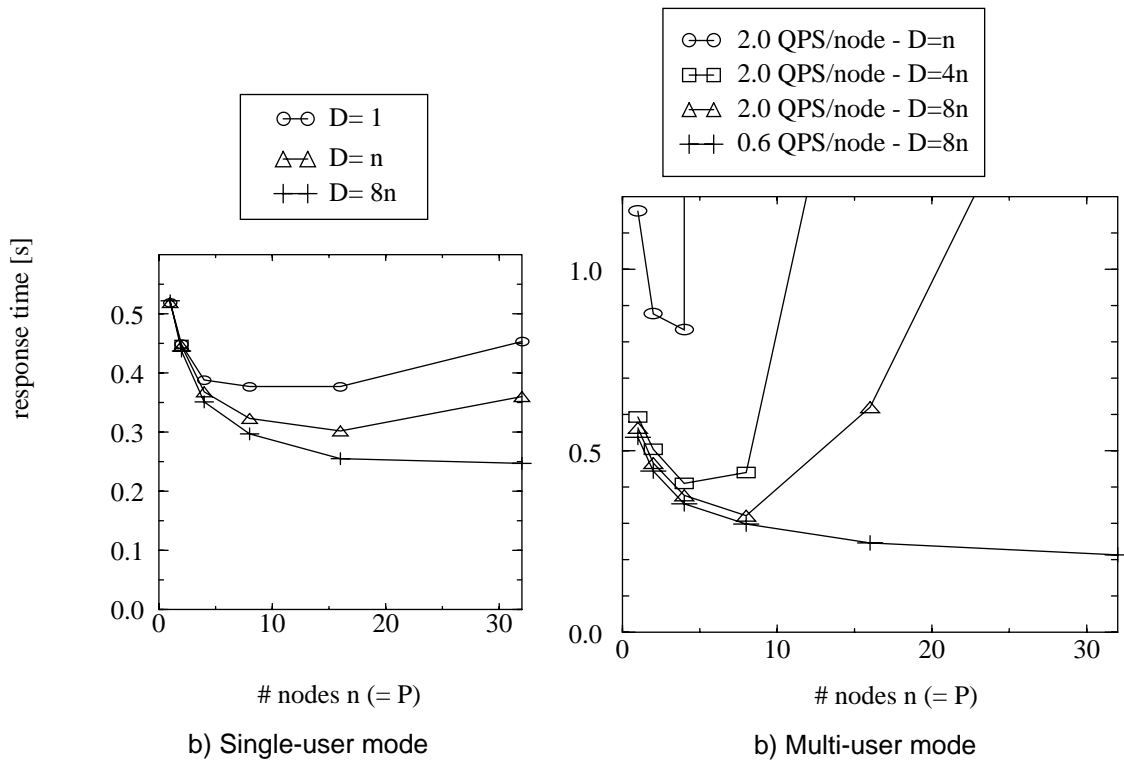 D= 1
D= n
D= 8n
response time [s]
0.5
0.4
0.3
0.2
0.1
0.0
0 10 20 30
# nodes n (= P)
b) Single-user mode
2.0 QPS/node - D=n
2.0 QPS/node - D=4n
2.0 QPS/node - D=8n
0.6 QPS/node - D=8n
1.0
0.5
0.0
0 10 20 30
# nodes n (= P)
b) Multi-user mode